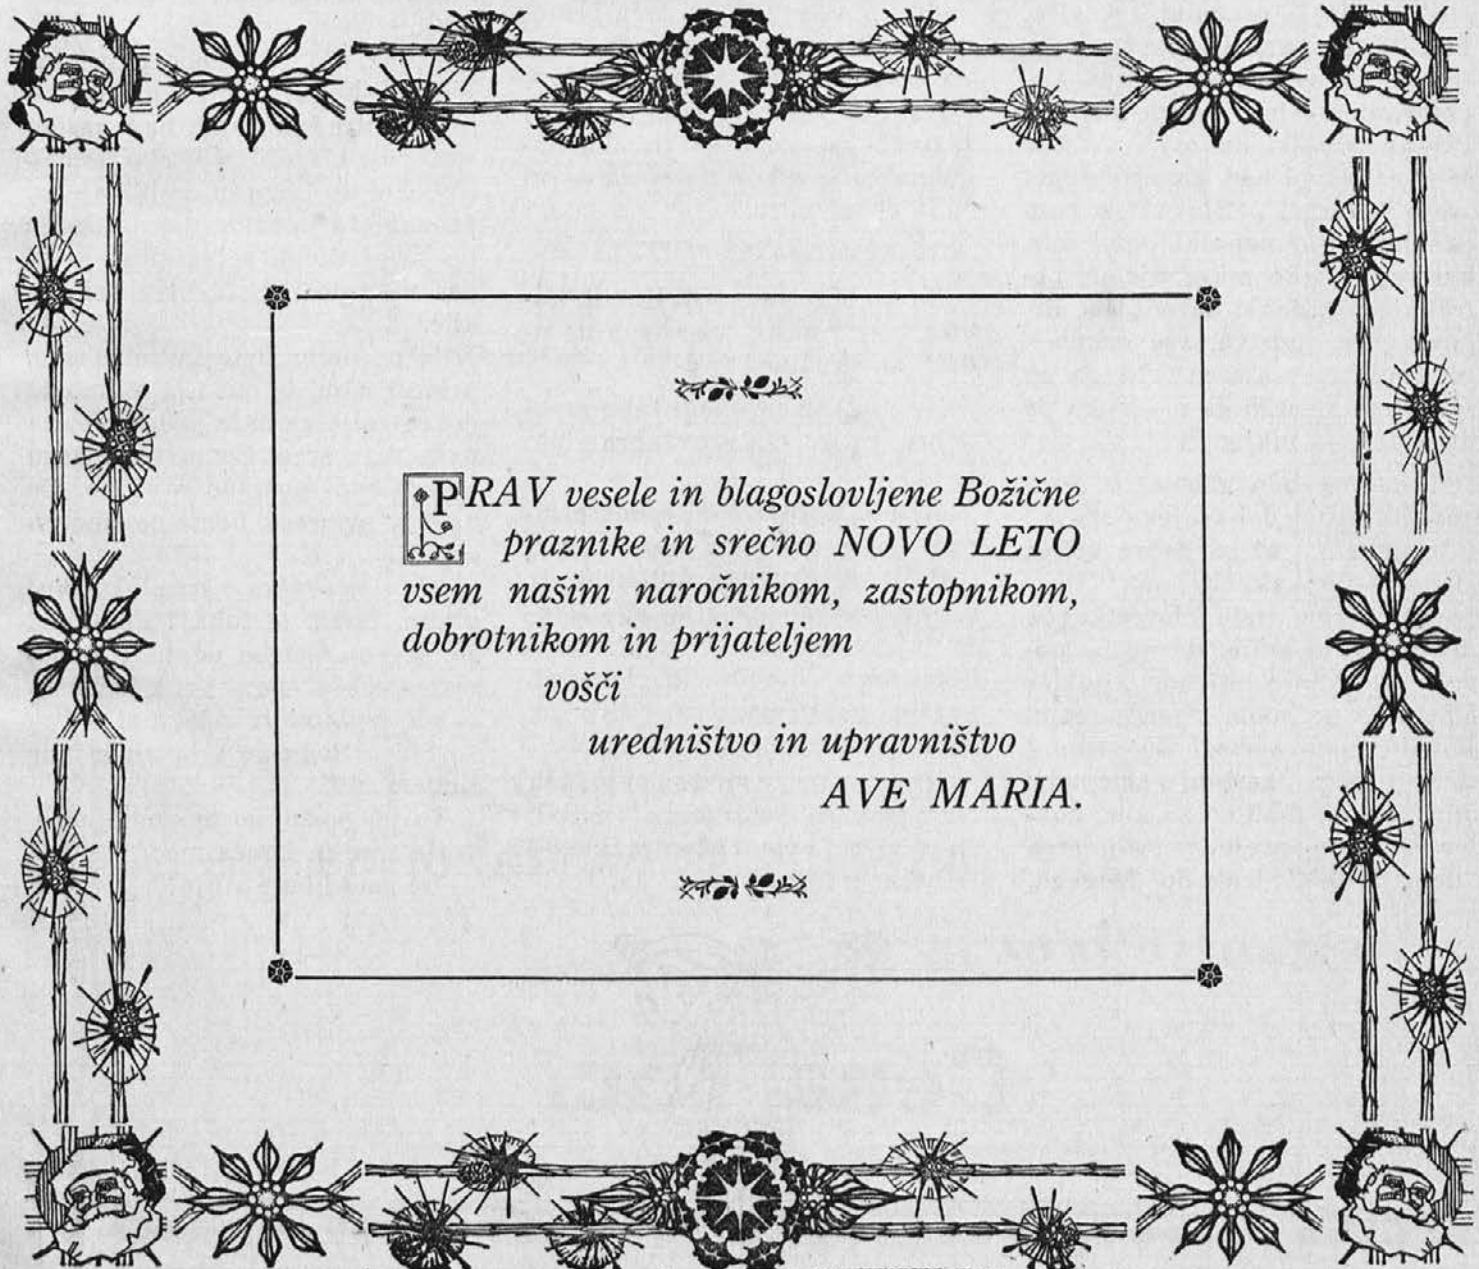 PRAV vesele in blagoslovljene Božične
praznike in srečno NOVO LETO
vsem našim naročnikom, zastopnikom,
dobrotnikom in prijateljem
vošči
uredništvo in upravništvo
AVE MARIA.